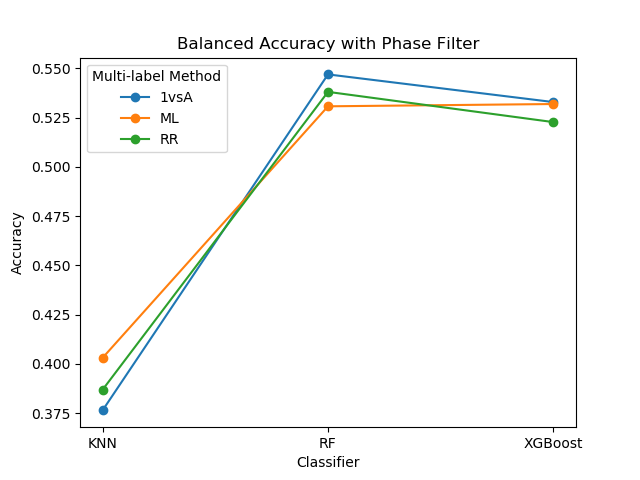 Balanced Accuracy with Phase Filter
Multi-label Method
1vsA
ML
RR
Accuracy
0.550
0.525
0.500
0.475
0.450
0.425
0.400
0.375
KNN
RF
XGBoost
Classifier